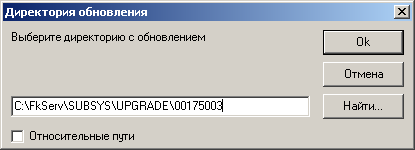 Директория обновления
Выберите директорию с обновлением
Ok
Отмена
C:\FkServ\SUBSYS\UPGRADE\00175003
Найти...
Относительные пути